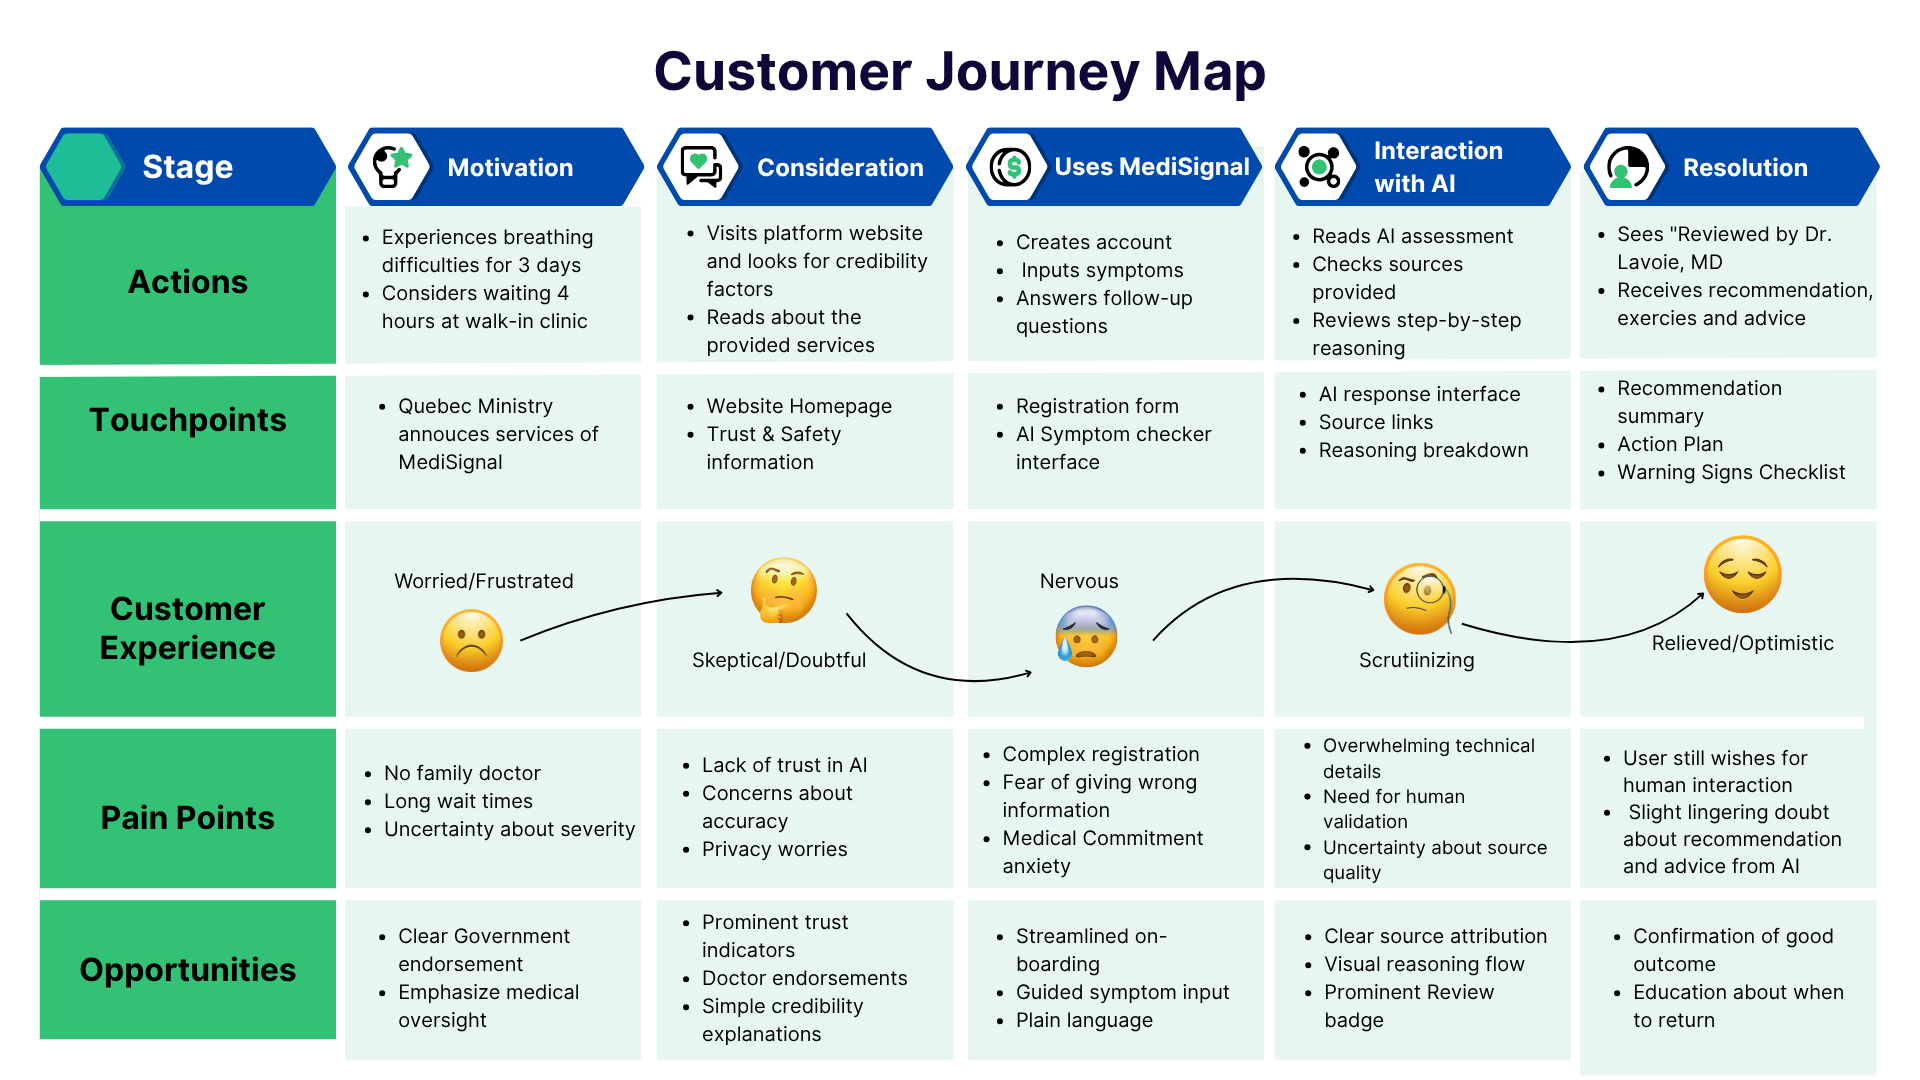 Customer Journey Map
Stage
Motivation
Consideration
Uses MediSignal
Interaction
with AI
Resolution
Actions
• Experiences breathing
difficulties for 3 days
• Considers waiting 4
hours at walk-in clinic
• Visits platform website
and looks for credibility
factors
• Reads about the
provided services
• Creates account
• Inputs symptoms
• Answers follow-up
questions
• Reads AI assessment
• Checks sources
provided
• Reviews step-by-step
reasoning
• Sees "Reviewed by Dr.
Lavoie, MD
• Receives recommendation,
exercies and advice
Touchpoints
• Quebec Ministry
annouces services of
MediSignal
• Website Homepage
• Trust & Safety
information
• Registration form
• AI Symptom checker
interface
• AI response interface
• Source links
• Reasoning breakdown
• Recommendation
summary
• Action Plan
• Warning Signs Checklist
Customer
Experience
Worried/Frustrated
Skeptical/Doubtful
Nervous
Scrutiinizing
Relieved/Optimistic
Pain Points
• No family doctor
• Long wait times
• Uncertainty about severity
• Lack of trust in AI
• Concerns about
accuracy
• Privacy worries
• Complex registration
• Fear of giving wrong
information
• Medical Commitment
anxiety
• Overwhelming technical
details
• Need for human
validation
• Uncertainty about source
quality
• User still wishes for
human interaction
• Slight lingering doubt
about recommendation
and advice from AI
Opportunities
• Clear Government
endorsement
• Emphasize medical
oversight
• Prominent trust
indicators
• Doctor endorsements
• Simple credibility
explanations
• Streamlined on-
boarding
• Guided symptom input
• Plain language
• Clear source attribution
• Visual reasoning flow
• Prominent Review
badge
• Confirmation of good
outcome
• Education about when
to return